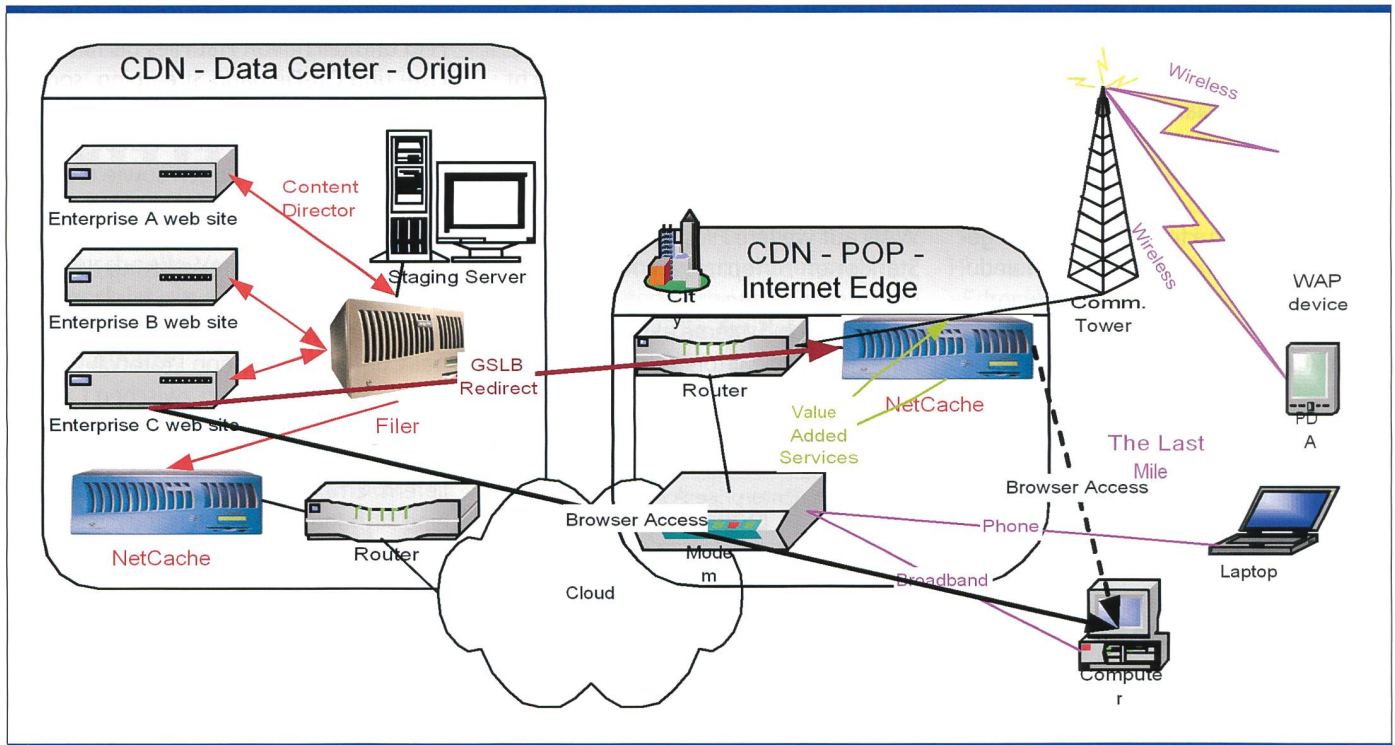 CDN - Data Center - Origin
Enterprise A web site
Content
Director
Staging Server
Enterprise B web site
Enterprise C web site
Filer
GSLB
Redirect
NetCache
Router
CDN - POP -
Internet Edge
CIt
y
Router
NetCache
Value
Added
Services
Browser Access
Mode
m
Cloud
Wireless
Wireless
Comm.
Tower
WAP
device
PD
A
The Last
Mile
Browser Access
Phone
Broadband
Laptop
Compute
r